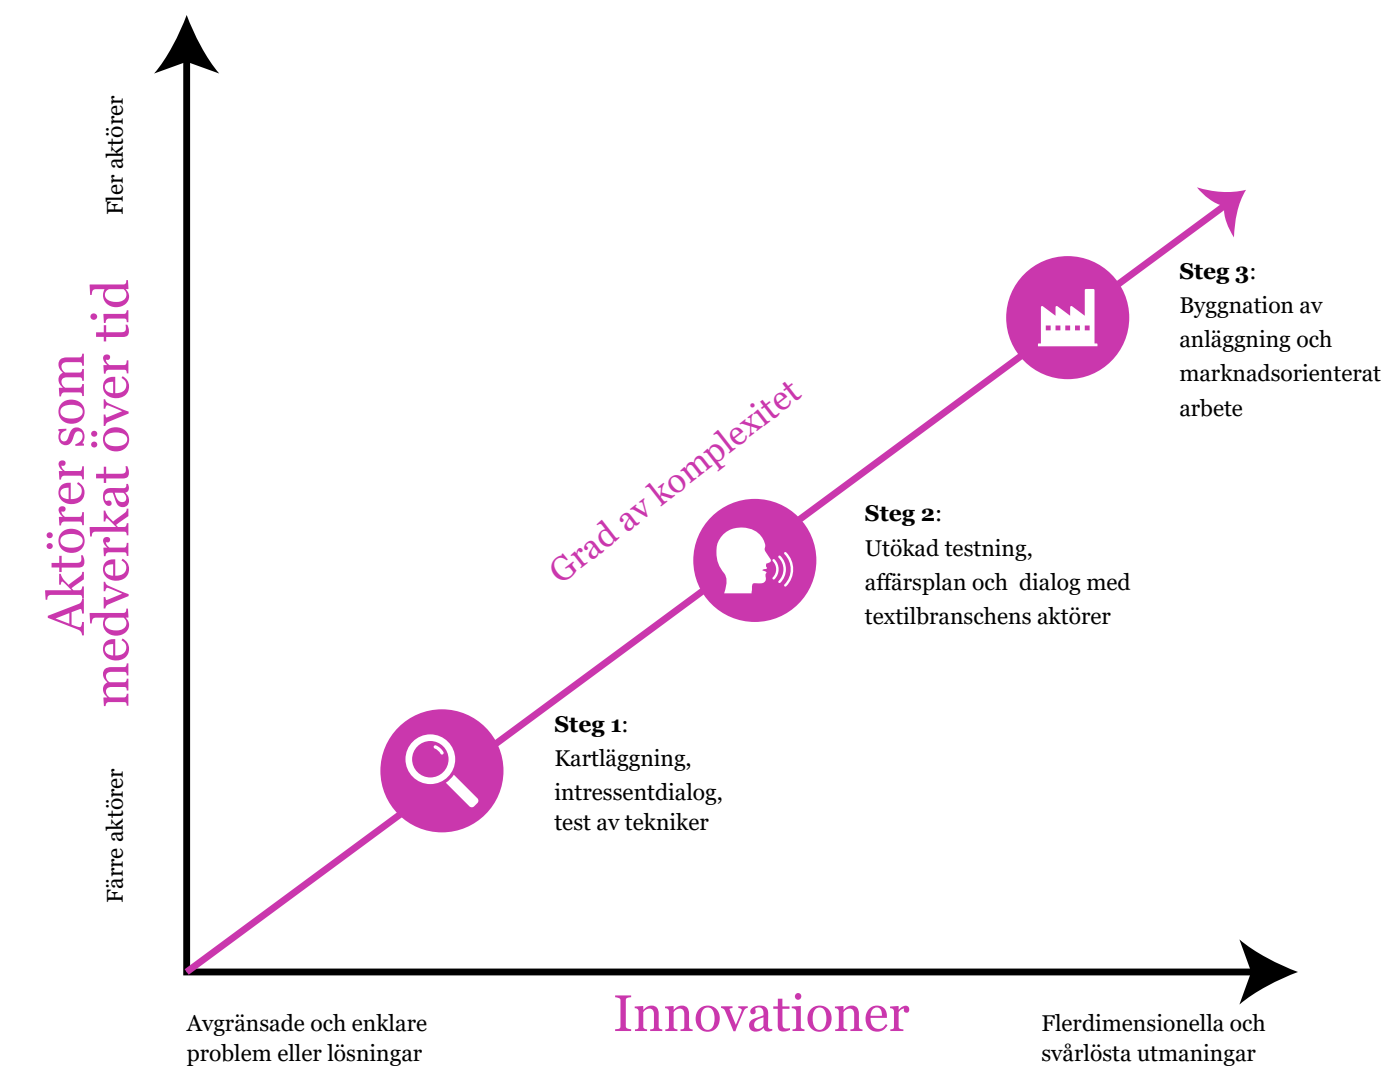 Fler aktörer
Aktörer som
medverkat över tid
Färre aktörer
Grad av komplexitet
Steg 3:
Byggnation av
anläggning och
marknadsorienterat
arbete
Steg 2:
Utökad testning,
affärsplan och  dialog med
textilbranschens aktörer
Steg 1:
Kartläggning,
intressentdialog,
test av tekniker
Innovationer
Avgränsade och enklare
problem eller lösningar
Flerdimensionella och
svårlösta utmaningar